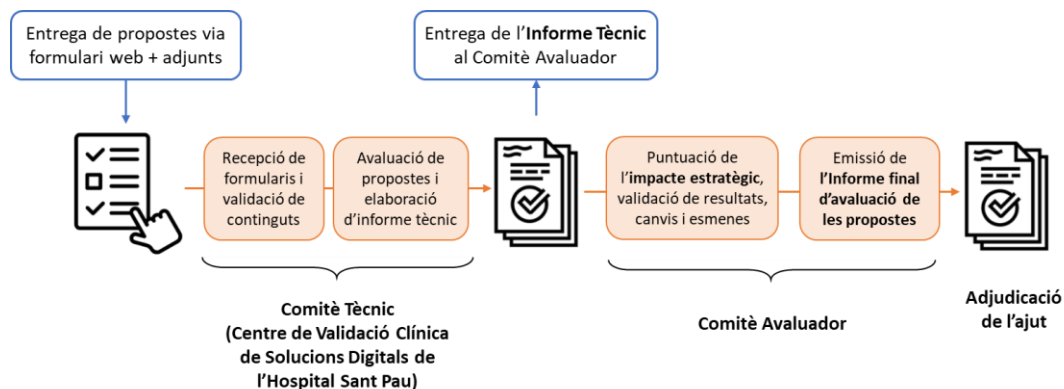 Entrega de propostes via
formulari web + adjunts
Entrega de l'Informe Tècnic
al Comitè Avaluador
Recepció de
formularis i
validació de
continguts
Avaluació de
propostes i
elaboració
d'informe tècnic
Puntuació de
l'impacte estratègic,
validació de resultats,
canvis i esmenes
Emissió de
l'Informe final
d'avaluació de
les propostes
Comitè Tècnic
(Centre de Validació Clínica
de Solucions Digitals de
l'Hospital Sant Pau)
Comitè Avaluador
Adjudicació
de l'ajut